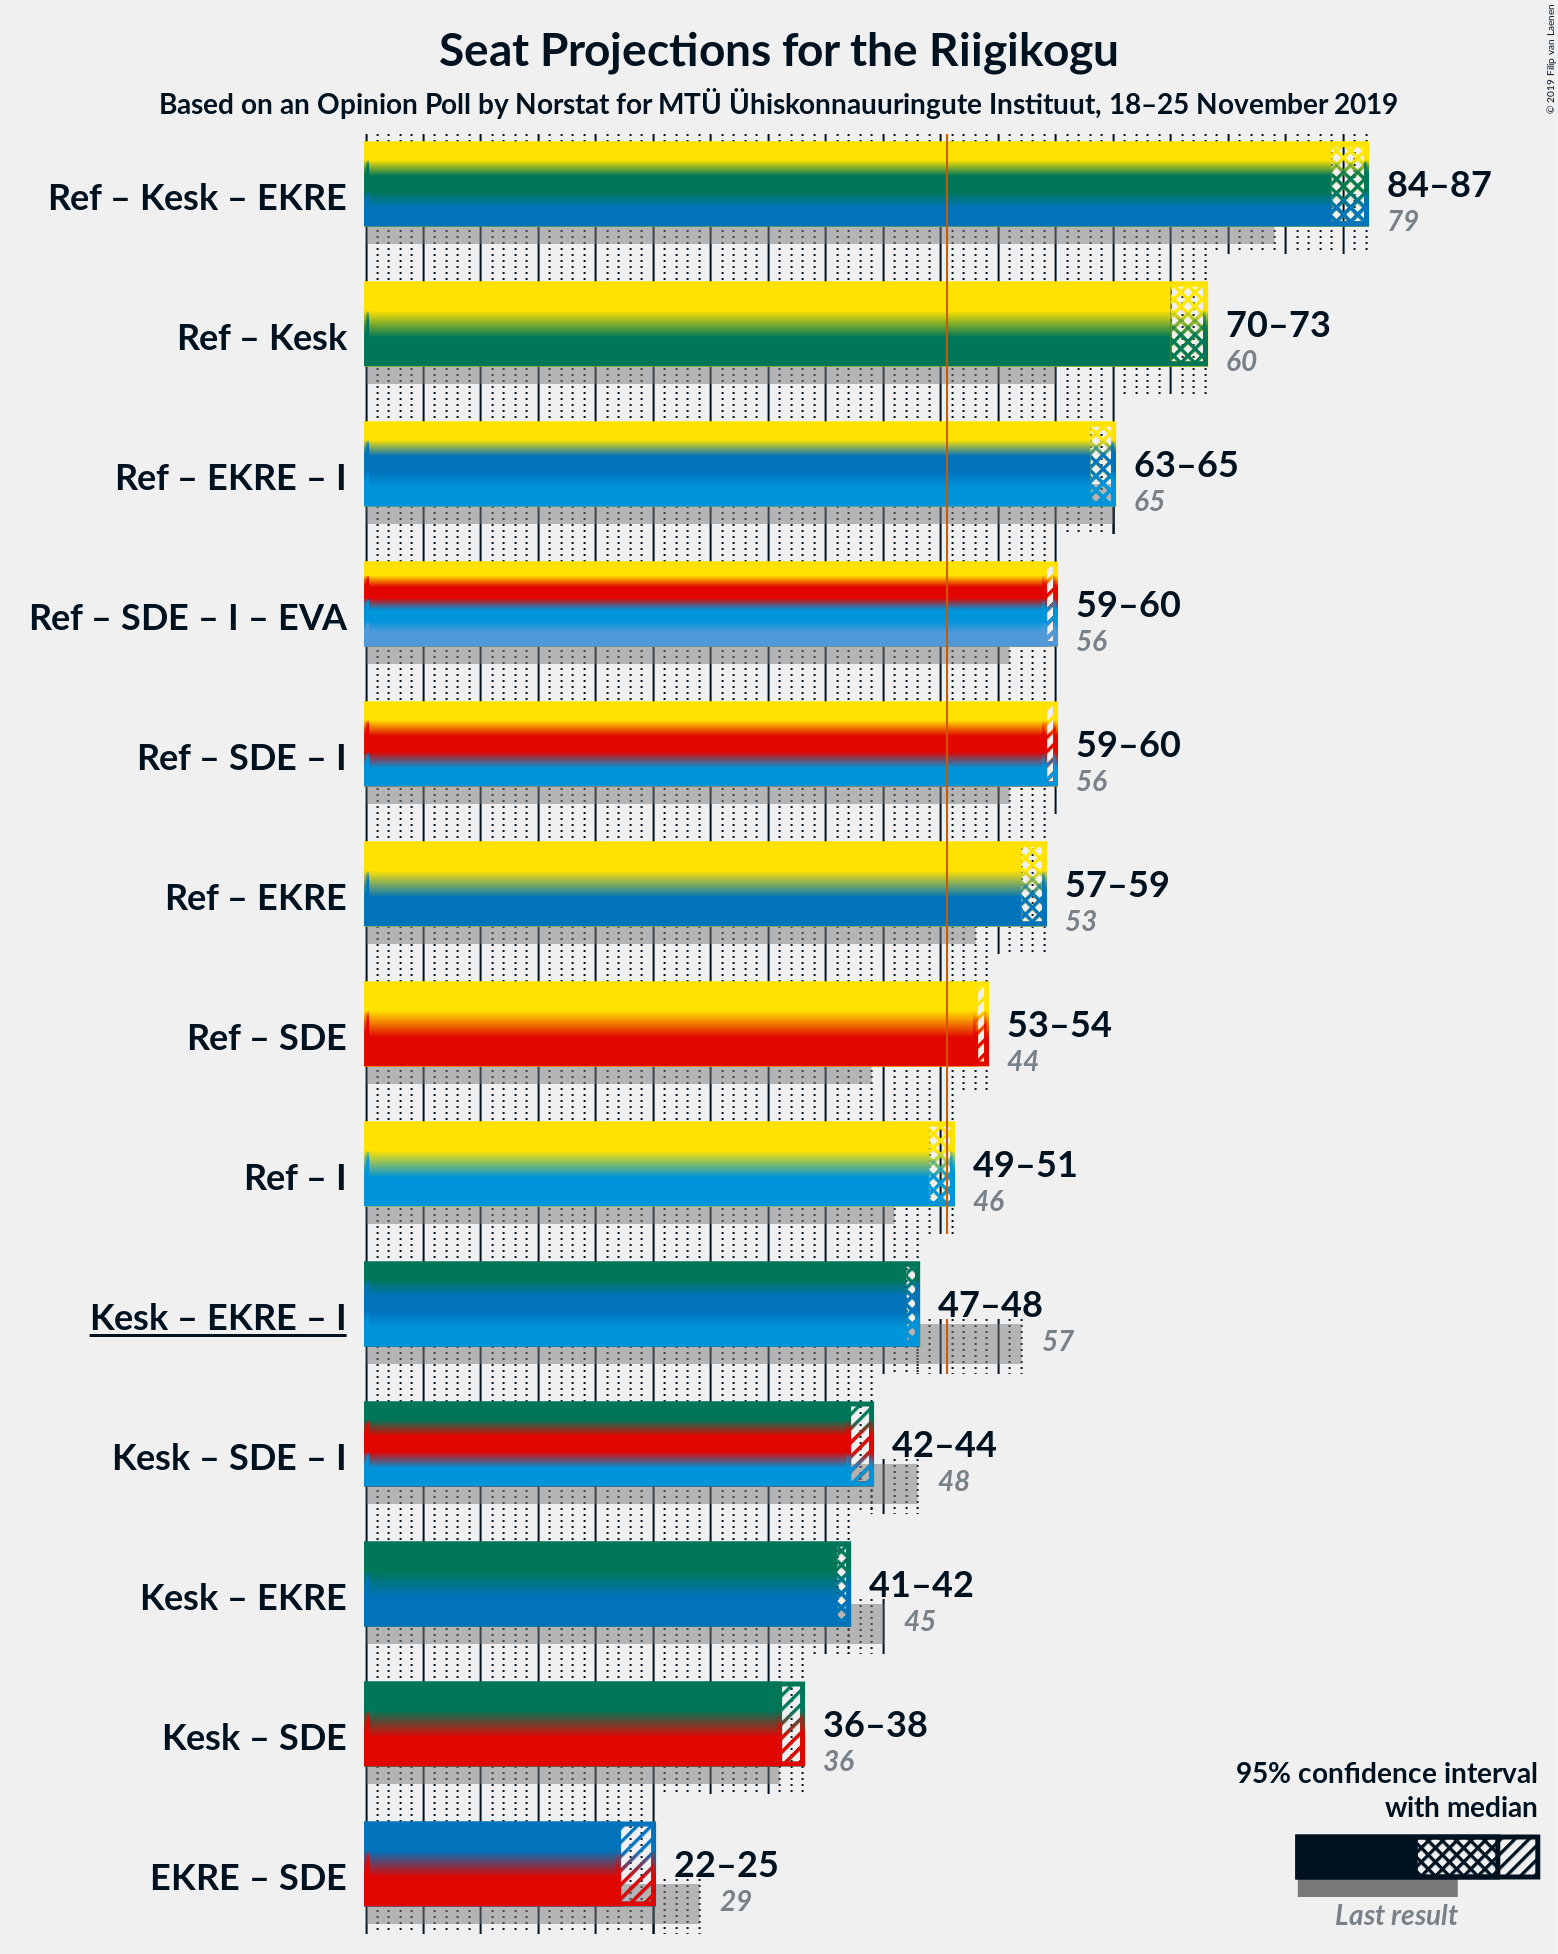 Seat Projections for the Riigikogu
Based on an Opinion Poll by Norstat for MTÜ Ühiskonnauuringute Instituut, 18–25 November 2019
© 2019 Filip van Laenen
Ref – Kesk – EKRE
84–87
79
Ref – Kesk
70–73
60
Ref – EKRE – I
63–65
65
Ref – SDE – I – EVA
59–60
56
Ref – SDE – I
59–60
56
Ref – EKRE
57–59
53
Ref – SDE
53–54
44
Ref – I
49–51
46
Kesk – EKRE – I
47–48
57
Kesk – SDE – I
42–44
48
Kesk – EKRE
41–42
45
Kesk – SDE
36–38
36
EKRE – SDE
22–25
29
95% confidence interval
with median
Last result